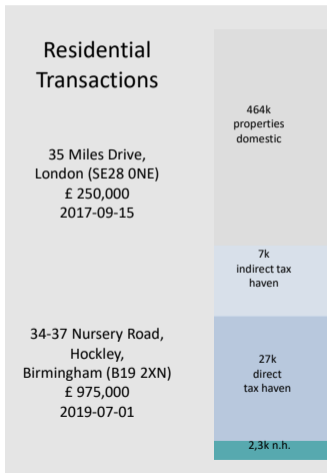 Residential
Transactions
35 Miles Drive,
London (SE28 0NE)
£ 250,000
2017-09-15
34-37 Nursery Road,
Hockley,
Birmingham (B19 2XN)
£ 975,000
2019-07-01
464k
properties
domestic
7k
indirect tax
haven
27k
direct
tax haven
2,3k n.h.